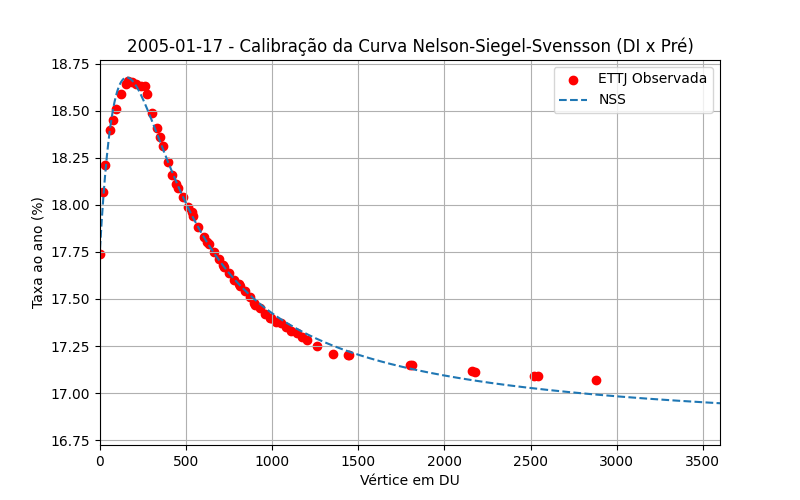 2005-01-17 - Calibração da Curva Nelson-Siegel-Svensson (DI x Pré)
ETTJ Observada
NSS
Taxa ao ano (%)
18.75
18.50
18.25
18.00
17.75
17.50
17.25
17.00
16.75
0 500 1000 1500 2000 2500 3000 3500
Vértice em DU